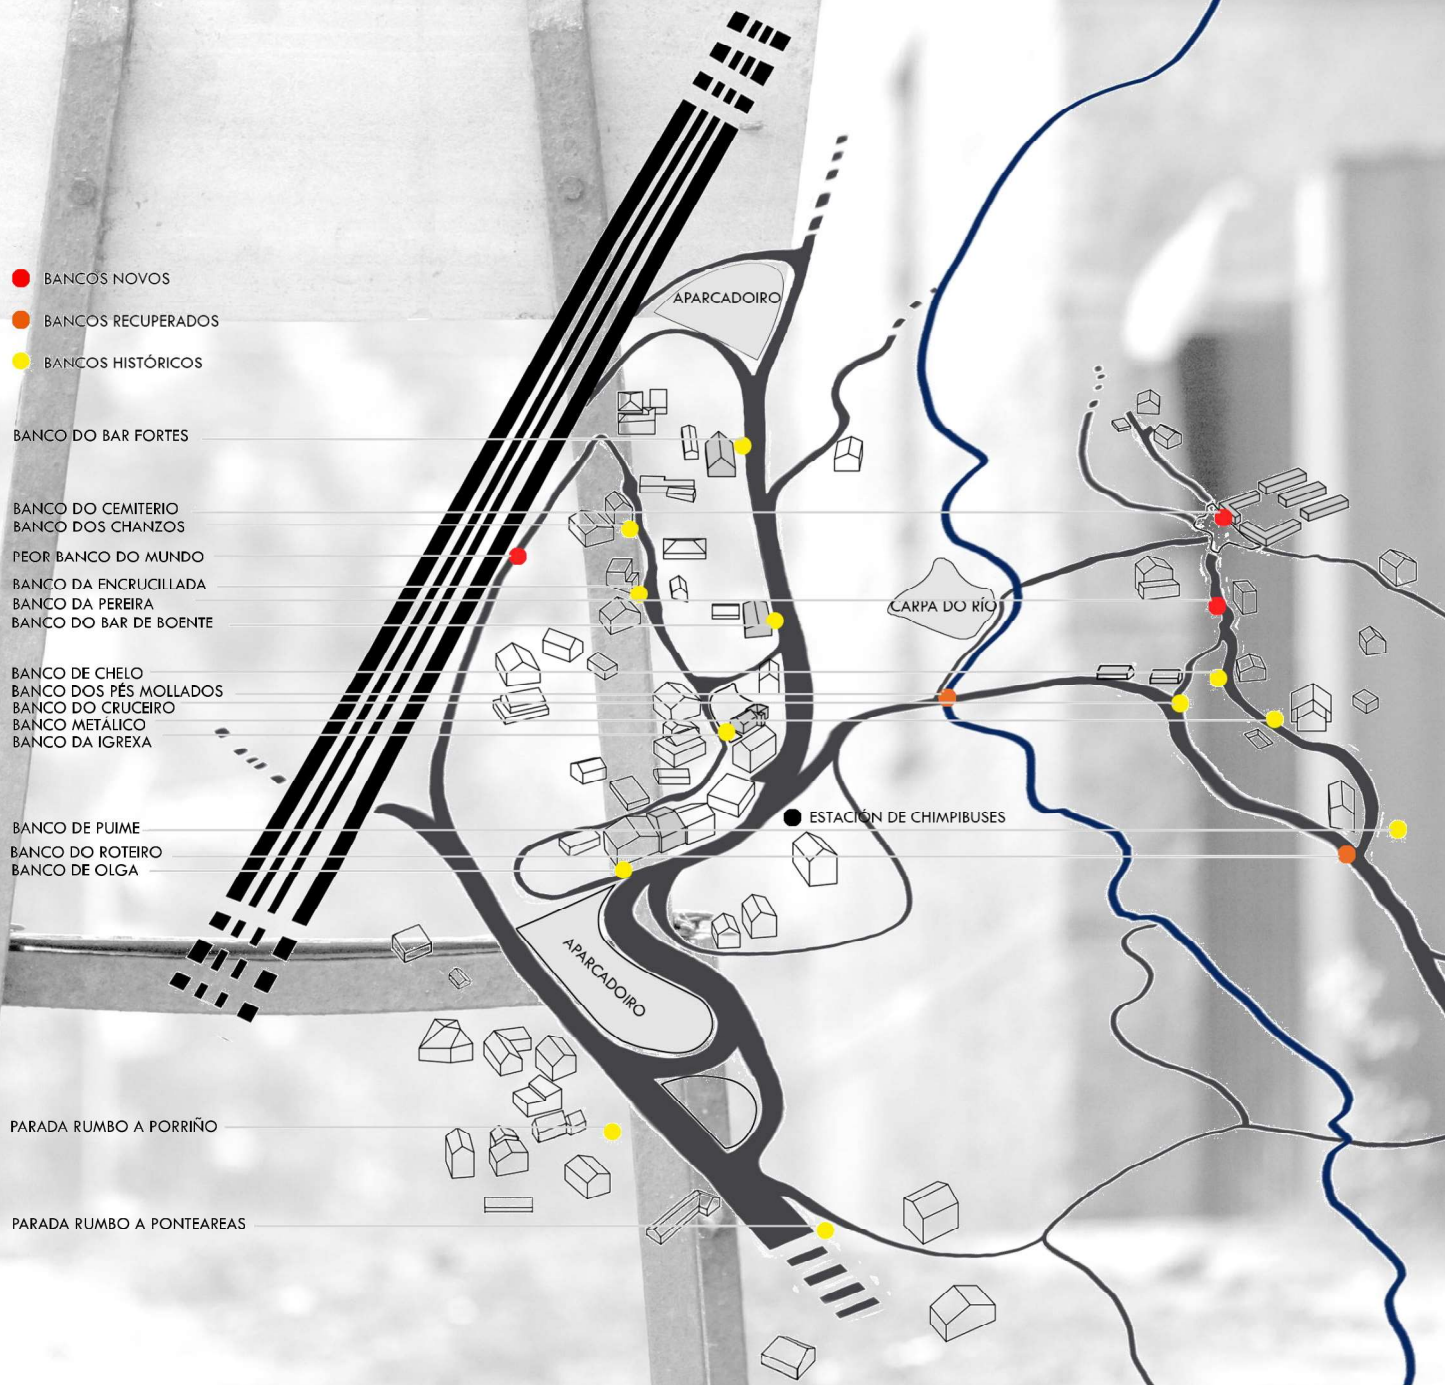 BANCOS NOVOS
BANCOS RECUPERADOS
BANCOS HISTÓRICOS
APARCADOIRO
BANCO DO BAR FORTES
BANCO DO CEMITERIO
BANCO DOS CHANZOS
PEOR BANCO DO MUNDO
BANCO DA ENCRUCILLADA
BANCO DA PEREIRA
BANCO DO BAR DE BOENTE
CARPA DO RÍO
BANCO DE CHELO
BANCO DOS PÉS MOLLADOS
BANCO DO CRUCEIRO
BANCO METÁLICO
BANCO DA IGREXA
ESTACIÓN DE CHIMPIBUSES
BANCO DE PUIME
BANCO DO ROTEIRO
BANCO DE OLGA
APARCADOIRO
PARADA RUMBO A PORRIÑO
PARADA RUMBO A PONTEAREAS